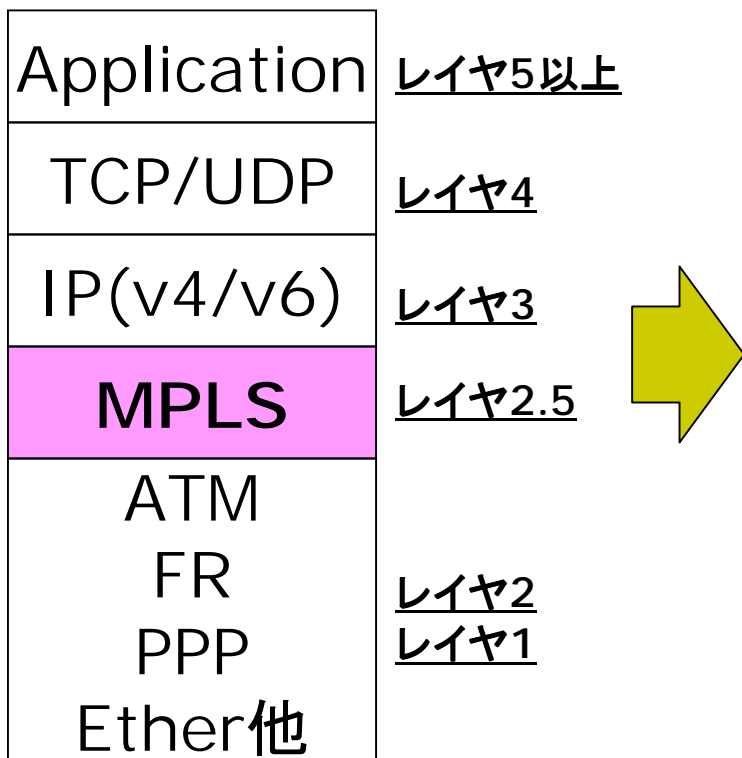 Application レイヤ5以上
TCP/UDP レイヤ4
IP(v4/v6) レイヤ3
MPLS レイヤ2.5
ATM
FR レイヤ2
PPP レイヤ1
Ether他